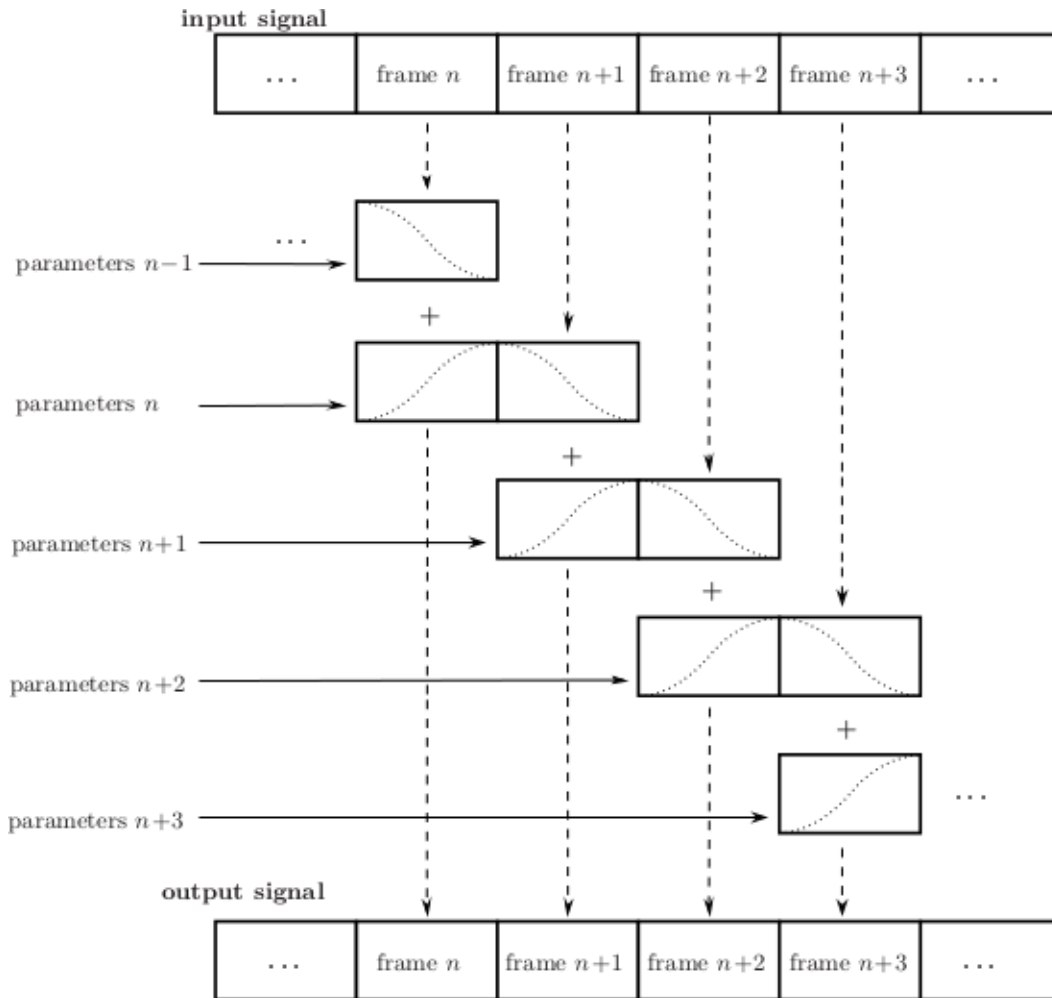 input signal
... frame n frame n+1 frame n+2 frame n+3 ...
...
parameters n−1
+
parameters n
+
parameters n+1
+
parameters n+2
+
...
parameters n+3
output signal
... frame n frame n+1 frame n+2 frame n+3 ...